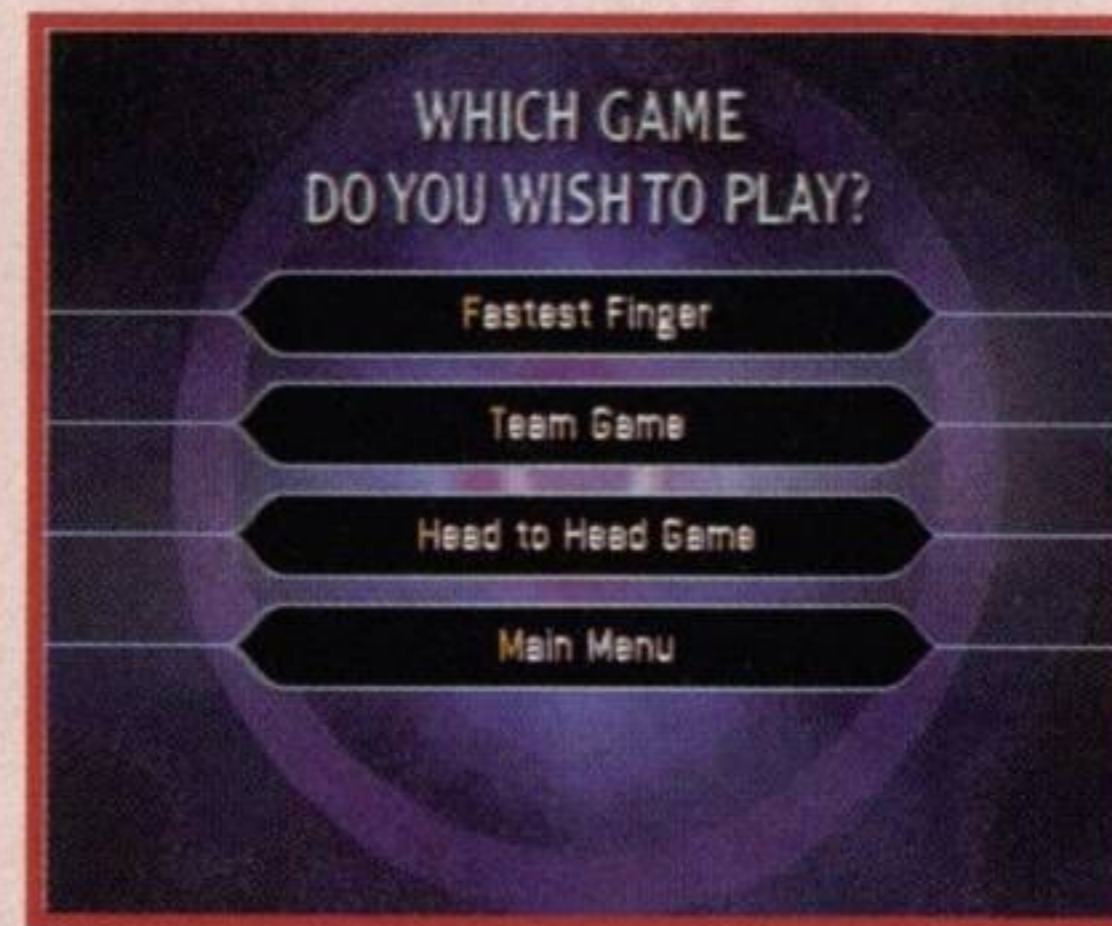 WHICH GAME
DO YOU WISH TO PLAY?
Fastest Finger
Team Game
Head to Head Game
Main Menu